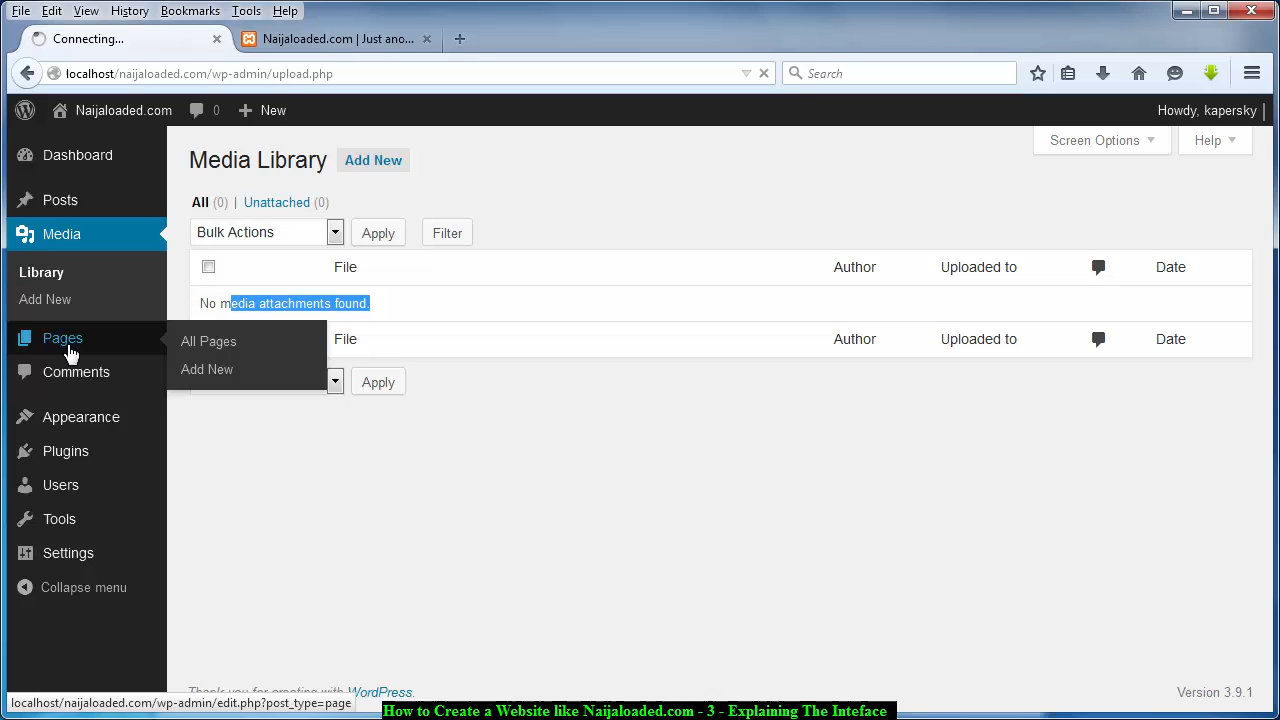 File Edit View History Bookmarks Tools Help
Connecting...
Naijaloaded.com | Just ano...
localhost/naijaloaded.com/wp-admin/upload.php
Search
Naijaloaded.com 0 New Howdy, kapersky
Dashboard
Posts
Media
Library
Add New
Pages
Comments
Appearance
Plugins
Users
Tools
Settings
Collapse menu
All Pages
Add New
Media Library Add New
Screen Options Help
All (0) | Unattached (0)
Bulk Actions Apply Filter
File Author Uploaded to Date
No media attachments found.
File Author Uploaded to Date
Apply
Thank you for creating with WordPress.
Version 3.9.1
localhost/naijaloaded.com/wp-admin/edit.php?post_type=page
How to Create a Website like Naijaloaded.com - 3 - Explaining The Inteface